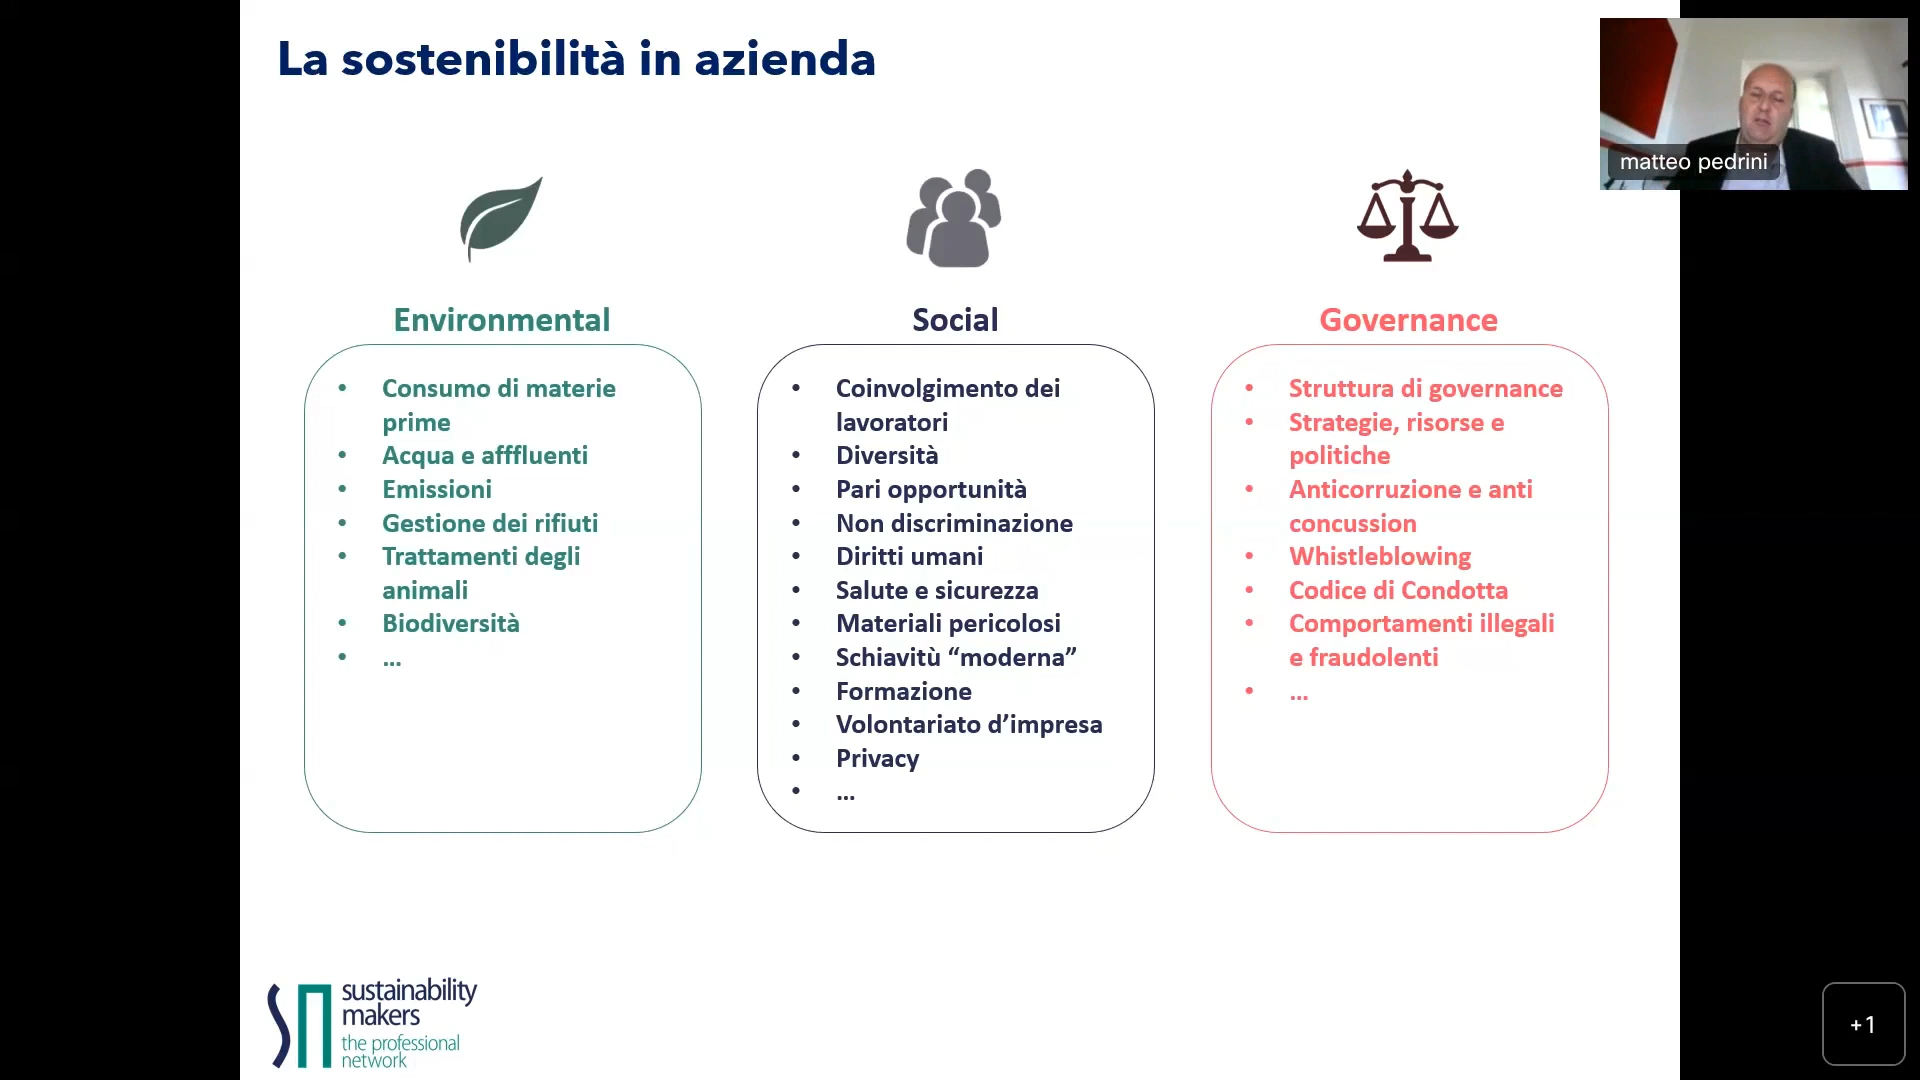 La sostenibilità in azienda
matteo pedrini
Environmental
• Consumo di materie
prime
• Acqua e afffluenti
• Emissioni
• Gestione dei rifiuti
• Trattamenti degli
animali
• Biodiversità
• ...
Social
• Coinvolgimento dei
lavoratori
• Diversità
• Pari opportunità
• Non discriminazione
• Diritti umani
• Salute e sicurezza
• Materiali pericolosi
• Schiavitù “moderna”
• Formazione
• Volontariato d’impresa
• Privacy
• ...
Governance
• Struttura di governance
• Strategie, risorse e
politiche
• Anticorruzione e anti
concussion
• Whistleblowing
• Codice di Condotta
• Comportamenti illegali
e fraudolenti
• ...
sustainability
makers
the professional
network
+1